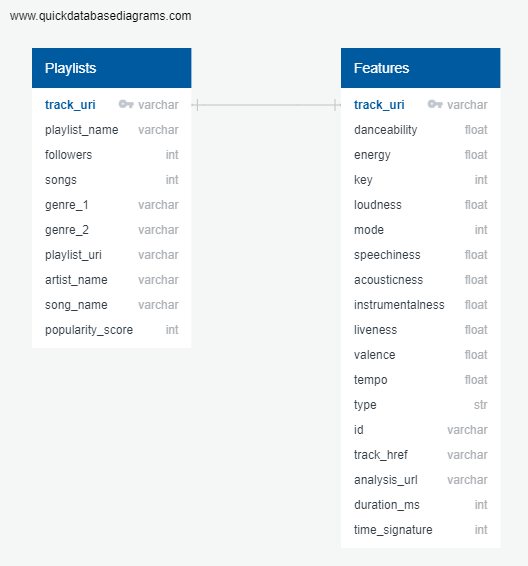 www.quickdatabasediagrams.com
Playlists
track_uri varchar
playlist_name varchar
followers int
songs int
genre_1 varchar
genre_2 varchar
playlist_uri varchar
artist_name varchar
song_name varchar
popularity_score int
Features
track_uri varchar
danceability float
energy float
key int
loudness float
mode int
speechiness float
acousticness float
instrumentalness float
liveness float
valence float
tempo float
type str
id varchar
track_href varchar
analysis_url varchar
duration_ms int
time_signature int